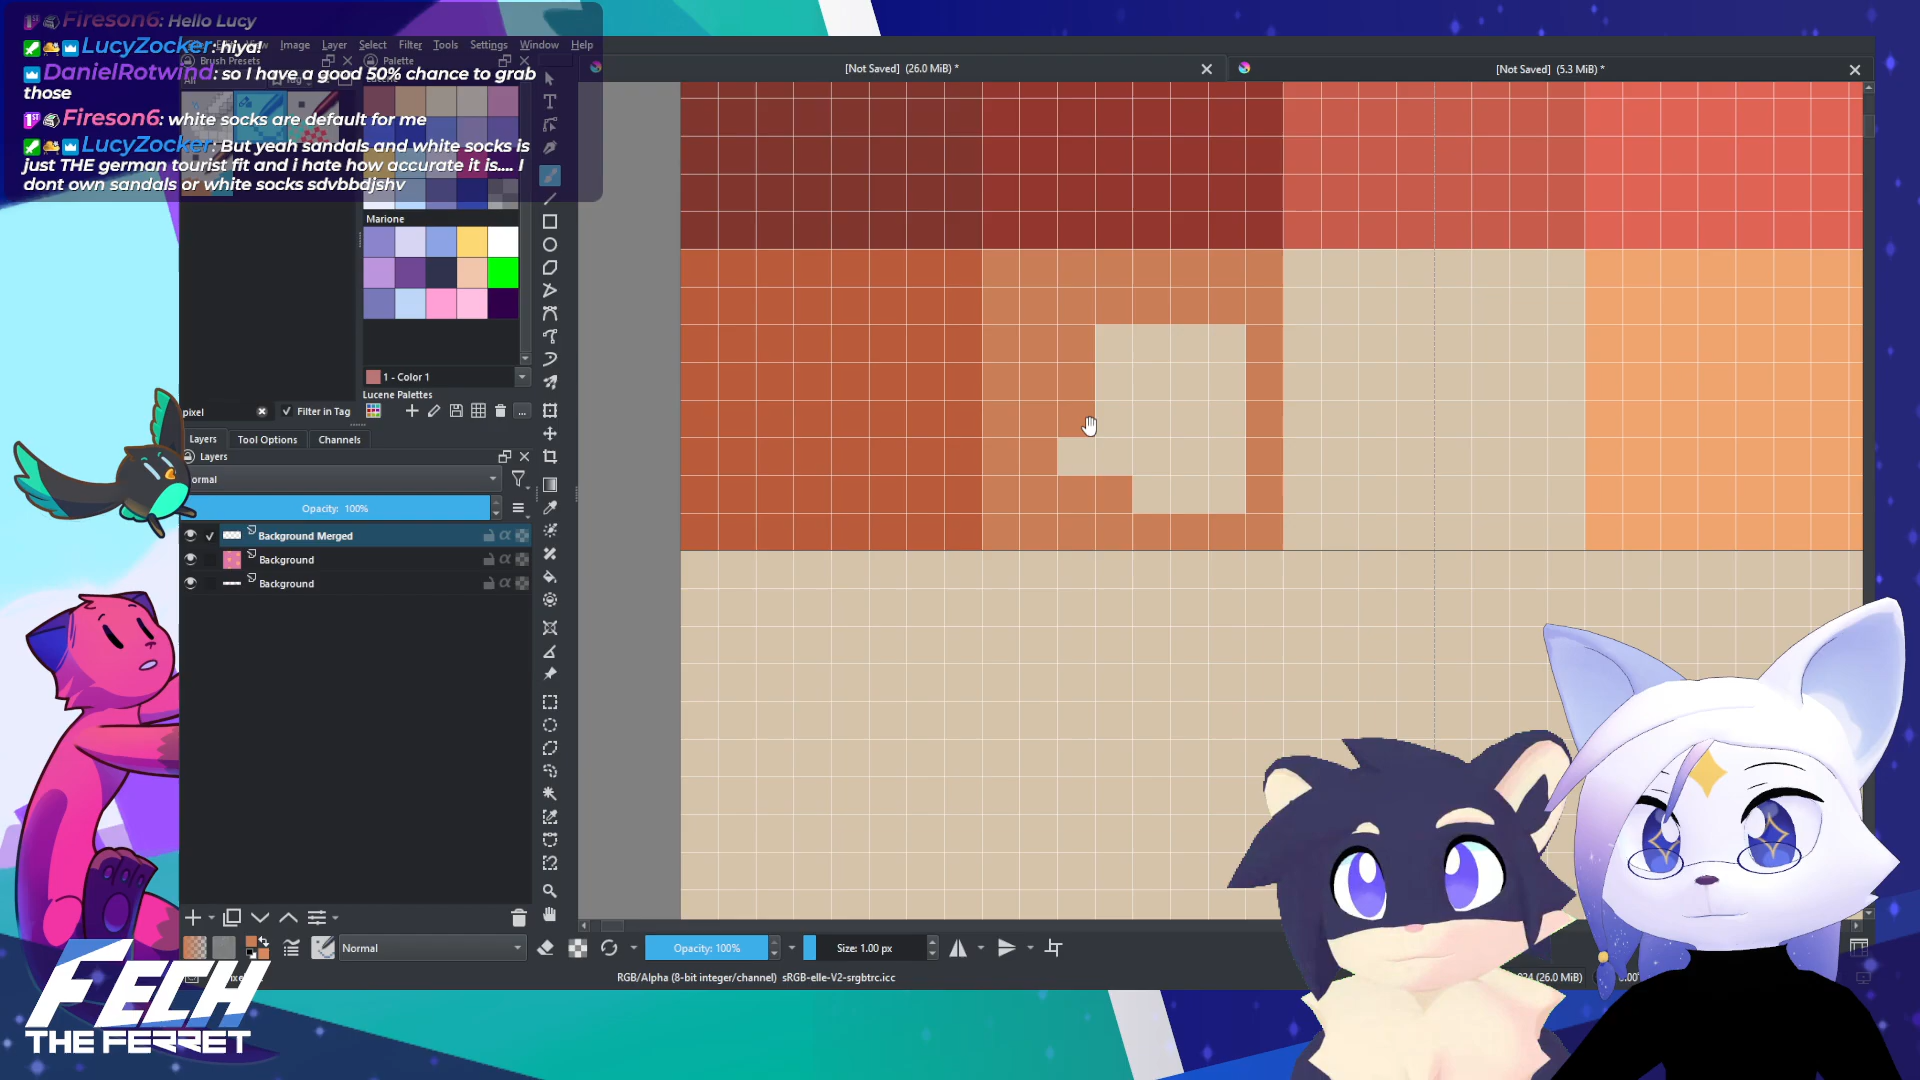 Fireson6: Hello Lucy
LucyZocker: hiya!
DanielRotwind: so I have a good 50% chance to grab
those
Fireson6: white socks are default for me
LucyZocker: But yeah sandals and white socks is
just THE german tourist fit and i hate how accurate it is.... I
dont own sandals or white socks sdvbbdjshv
Image Layer Select Filter Tools Settings Window Help
Brush Presets
Palette
[Not Saved] (26.0 MiB) *
[Not Saved] (5.3 MiB) *
Marione
1 - Color 1
Lucene Palettes
pixel
Filter in Tag
...
Layers
Tool Options
Channels
Layers
ormal
Opacity: 100%
Background Merged
Background
Background
Normal
Opacity: 100%
Size: 1.00 px
RGB/Alpha (8-bit integer/channel) sRGB-elle-V2-srgbtrc.icc
(26.0 MiB)
FECH
THE FERRET